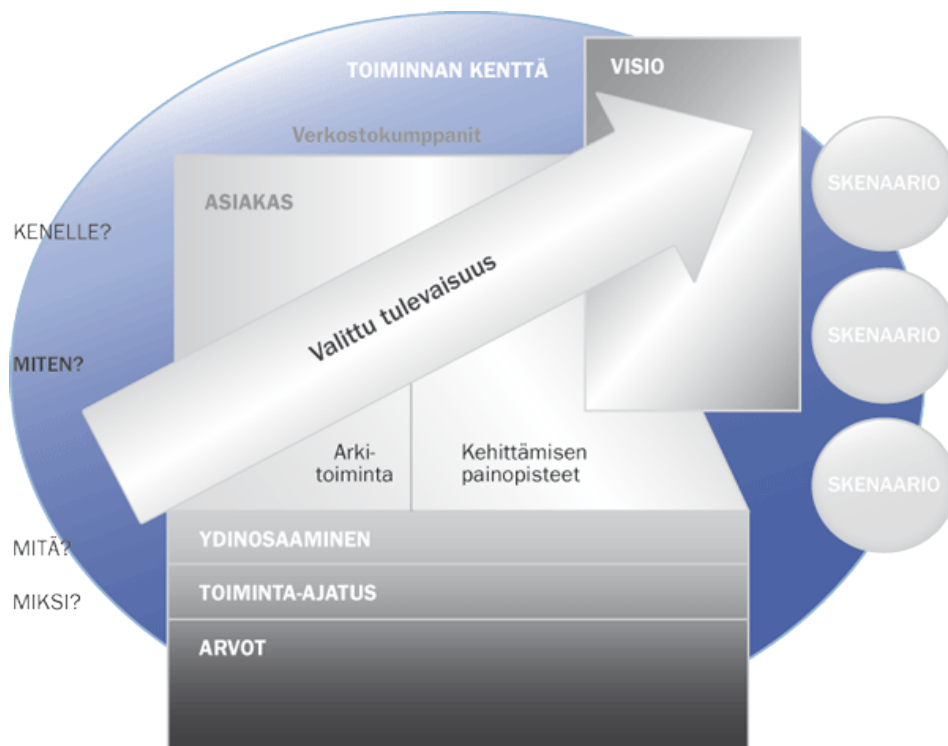 TOIMINNAN KENTTÄ
VISIO
Verkostokumppanit
SKENAARIO
ASIAKAS
KENELLE?
Valittu tulevaisuus
SKENAARIO
MITEN?
Arki-
toiminta
Kehittämisen
painopisteet
SKENAARIO
YDINOSAAMINEN
MITÄ?
TOIMINTA-AJATUS
MIKSI?
ARVOT